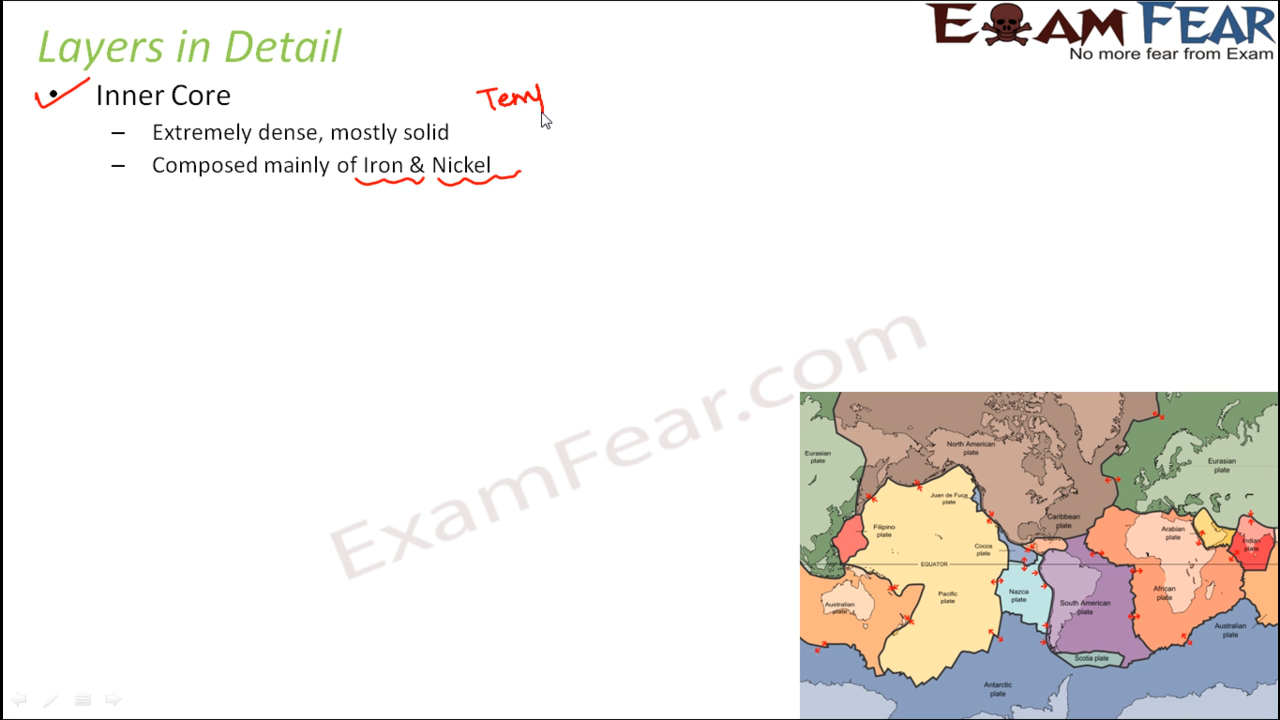 Layers in Detail
EXAM FEAR
No more fear from Exam
• Inner Core
Tem
– Extremely dense, mostly solid
– Composed mainly of Iron & Nickel
ExamFear.com
North American
plate
Eurasian
plate
Eurasian
plate
Juan de Fuca
plate
Caribbean
plate
Filipino
plate
Arabian
plate
Indian
plate
Cocos
plate
EQUATOR
Nazca
plate
Pacific
plate
African
plate
Australian
plate
South American
plate
Australian
plate
Scotia plate
Antarctic
plate